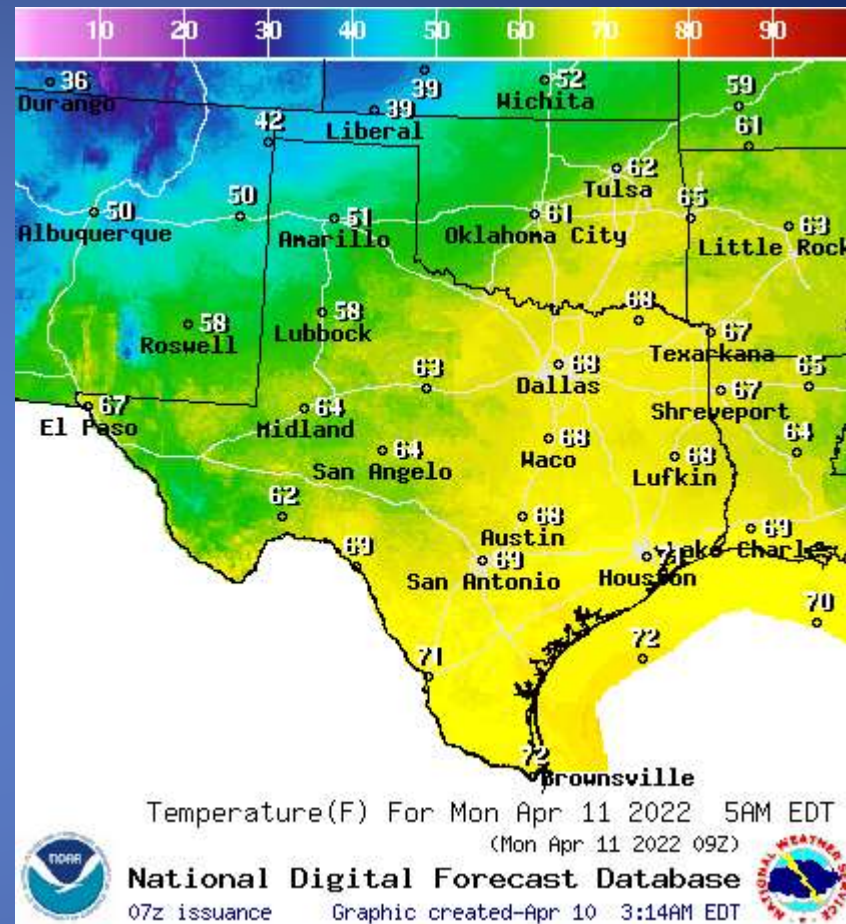 10 20 30 40 50 60 70 80 90
36 39 52 59
Durango 39 Wichita
42 Liberal 61
62
Tulsa
50 50 51 61 65 63
Albuquerque Amarillo Oklahoma City Little Rock
58 58 68 67
Roswell Lubbock Texarkana
63 68 65
Dallas
67 64 67
El Paso Midland Shreveport
64 68 68 64
San Angelo Waco Lufkin
62 68 69
Austin
69 69 Lake Charles
San Antonio Houston
70
71 72
72
Brownsville
Temperature(F) For Mon Apr 11 2022 5AM EDT
(Mon Apr 11 2022 09Z)
NOAA
NATIONAL WEATHER SERVICE
National Digital Forecast Database
07z issuance Graphic created-Apr 10 3:14AM EDT